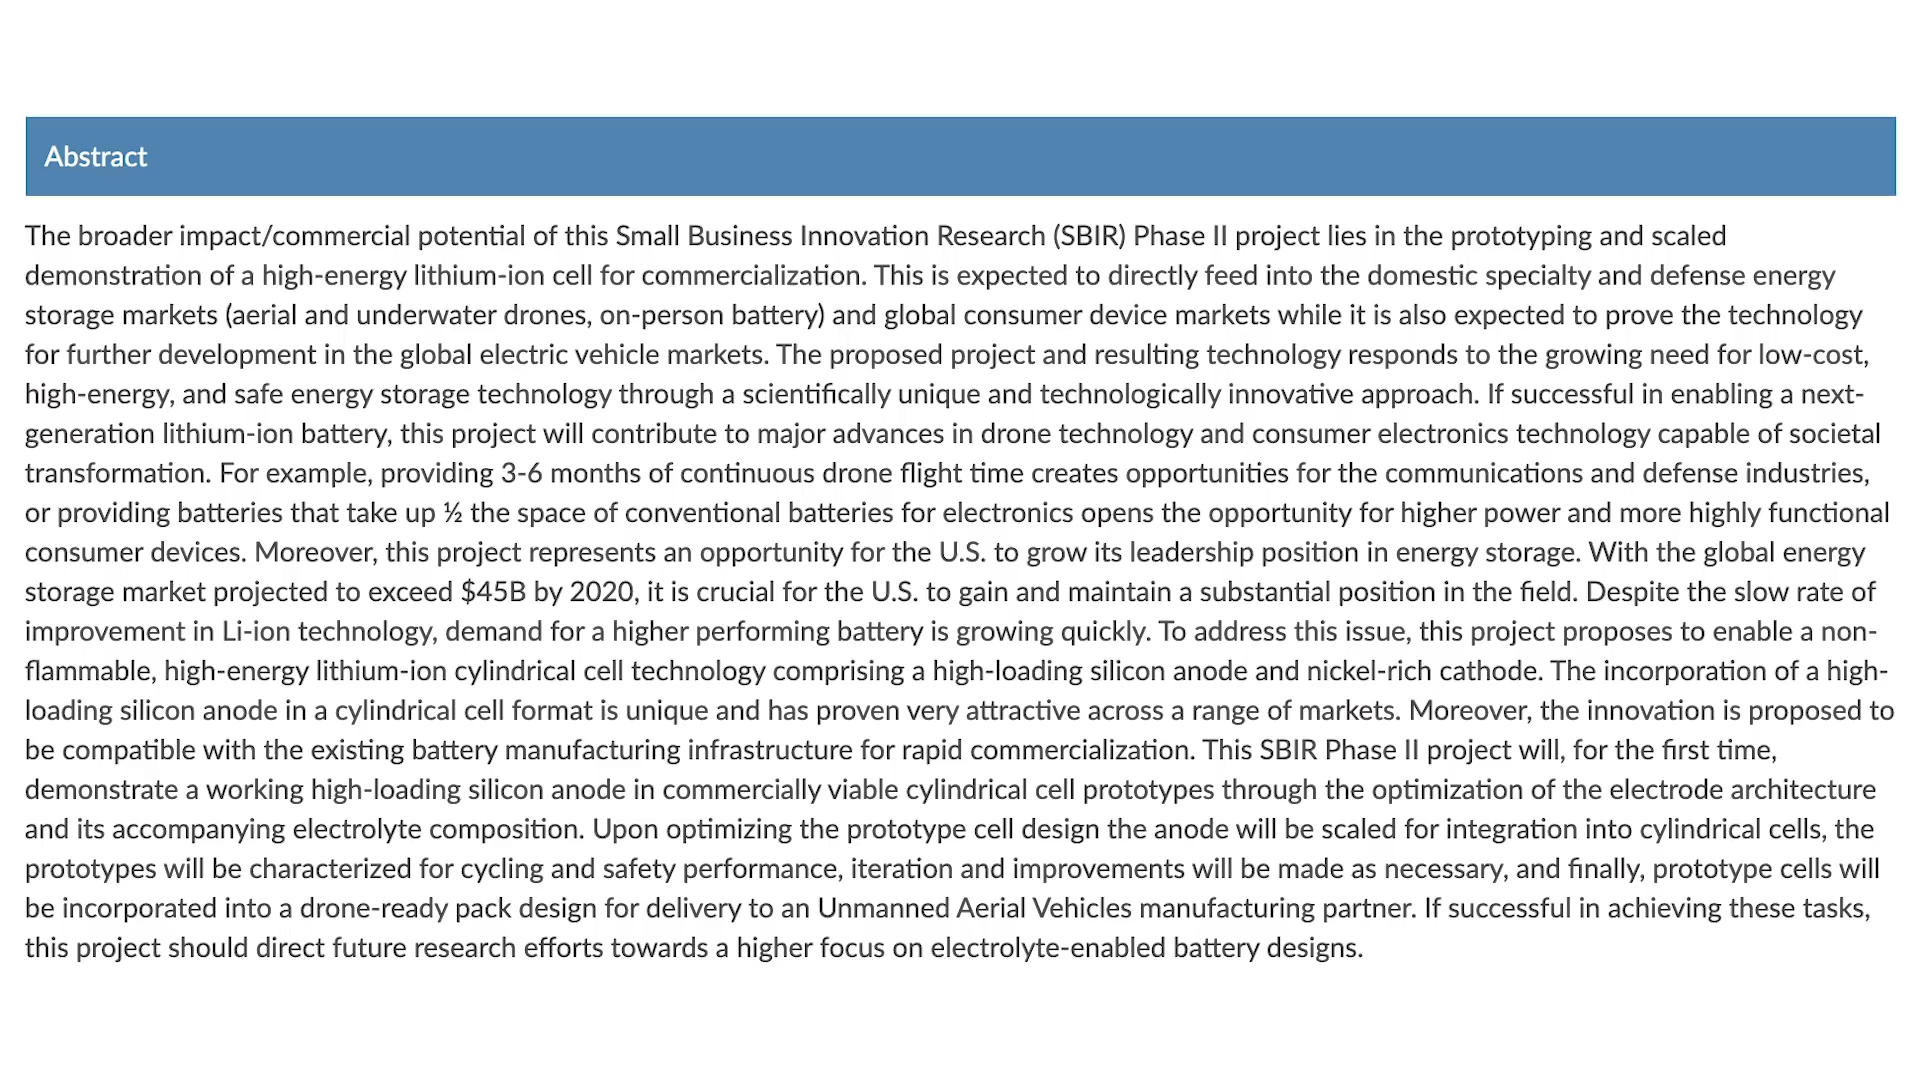 Abstract
The broader impact/commercial potential of this Small Business Innovation Research (SBIR) Phase II project lies in the prototyping and scaled
demonstration of a high-energy lithium-ion cell for commercialization. This is expected to directly feed into the domestic specialty and defense energy
storage markets (aerial and underwater drones, on-person battery) and global consumer device markets while it is also expected to prove the technology
for further development in the global electric vehicle markets. The proposed project and resulting technology responds to the growing need for low-cost,
high-energy, and safe energy storage technology through a scientifically unique and technologically innovative approach. If successful in enabling a next-
generation lithium-ion battery, this project will contribute to major advances in drone technology and consumer electronics technology capable of societal
transformation. For example, providing 3-6 months of continuous drone flight time creates opportunities for the communications and defense industries,
or providing batteries that take up ½ the space of conventional batteries for electronics opens the opportunity for higher power and more highly functional
consumer devices. Moreover, this project represents an opportunity for the U.S. to grow its leadership position in energy storage. With the global energy
storage market projected to exceed $45B by 2020, it is crucial for the U.S. to gain and maintain a substantial position in the field. Despite the slow rate of
improvement in Li-ion technology, demand for a higher performing battery is growing quickly. To address this issue, this project proposes to enable a non-
flammable, high-energy lithium-ion cylindrical cell technology comprising a high-loading silicon anode and nickel-rich cathode. The incorporation of a high-
loading silicon anode in a cylindrical cell format is unique and has proven very attractive across a range of markets. Moreover, the innovation is proposed to
be compatible with the existing battery manufacturing infrastructure for rapid commercialization. This SBIR Phase II project will, for the first time,
demonstrate a working high-loading silicon anode in commercially viable cylindrical cell prototypes through the optimization of the electrode architecture
and its accompanying electrolyte composition. Upon optimizing the prototype cell design the anode will be scaled for integration into cylindrical cells, the
prototypes will be characterized for cycling and safety performance, iteration and improvements will be made as necessary, and finally, prototype cells will
be incorporated into a drone-ready pack design for delivery to an Unmanned Aerial Vehicles manufacturing partner. If successful in achieving these tasks,
this project should direct future research efforts towards a higher focus on electrolyte-enabled battery designs.